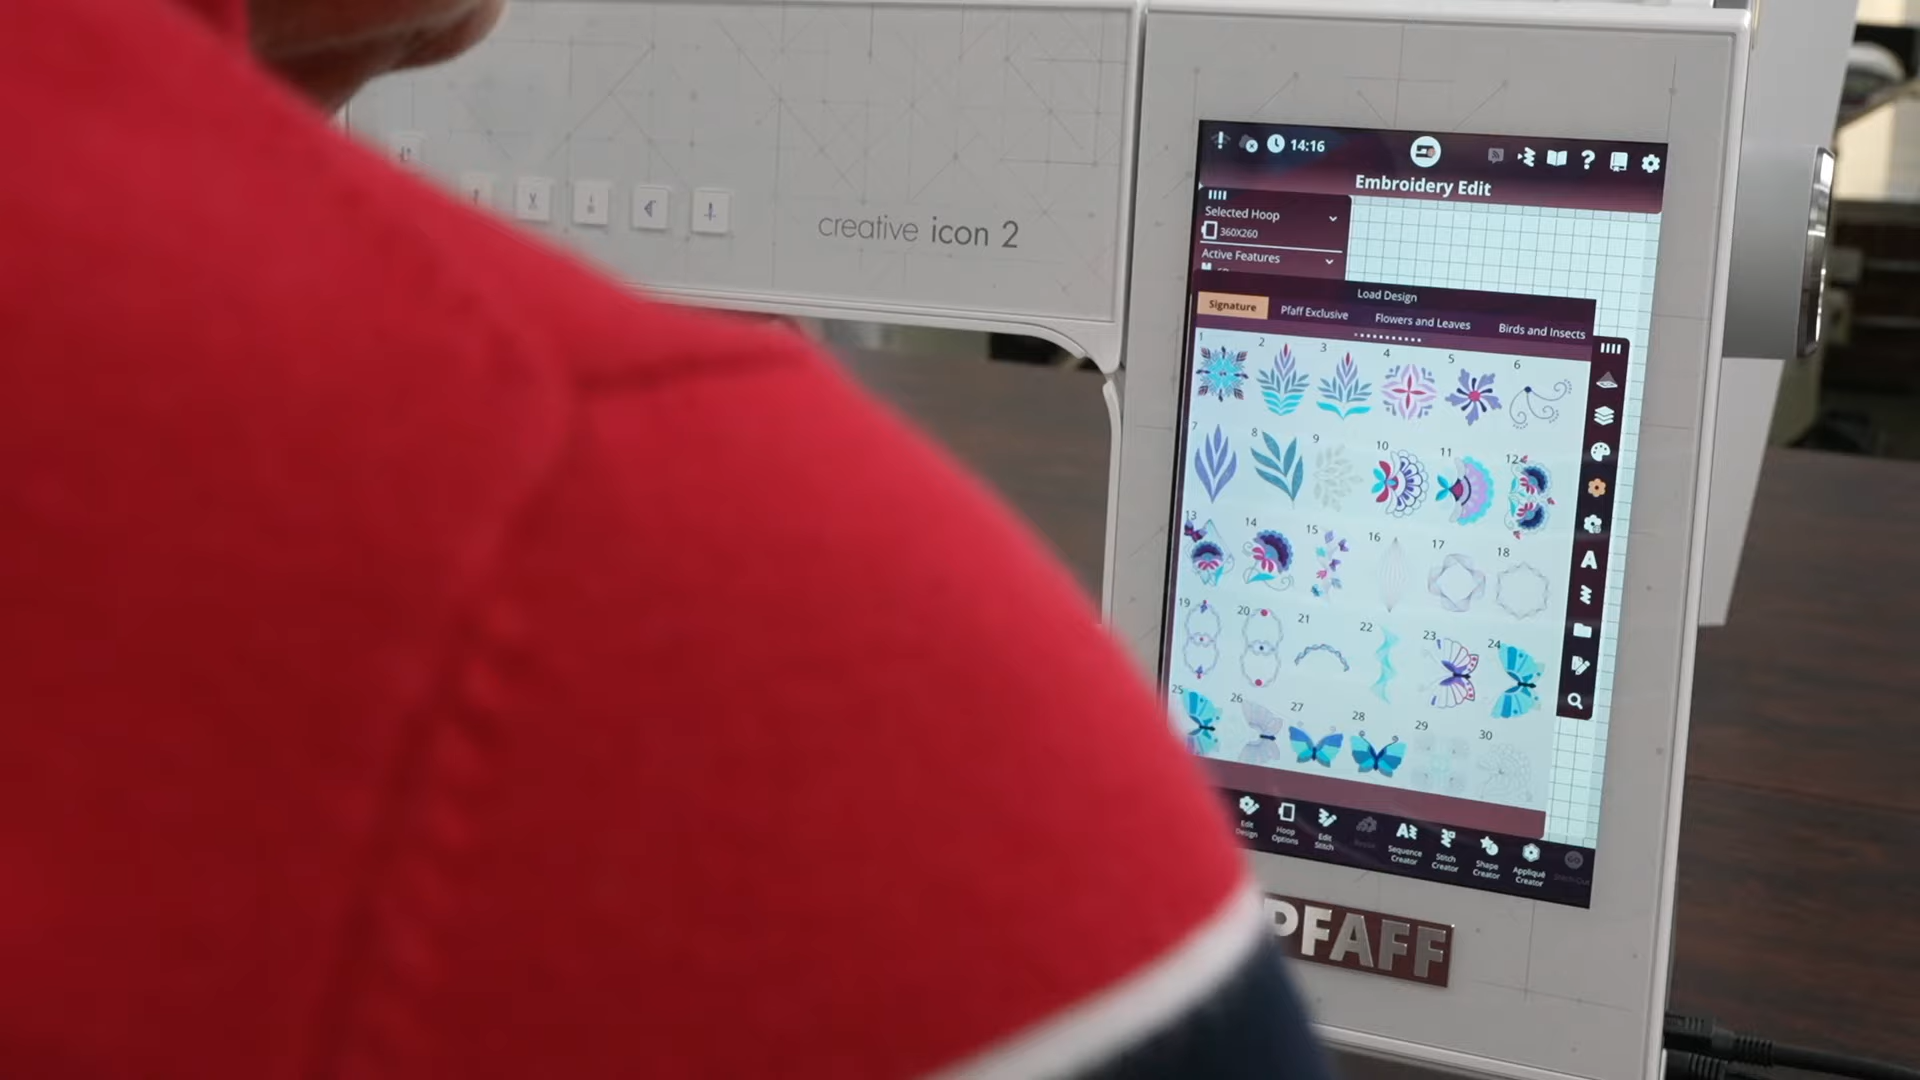 creative icon 2
14:16
Embroidery Edit
Selected Hoop
360X260
Active Features
Load Design
Signature
Pfaff Exclusive
Flowers and Leaves
Birds and Insects
1 2 3 4 5 6
7 8 9 10 11 12
13 14 15 16 17 18
19 20 21 22 23 24
25 26 27 28 29 30
Edit Design
Hoop Options
Edit Stitch
Sequence Creator
Stitch Creator
Shape Creator
Appliqué Creator
GO
PFAFF